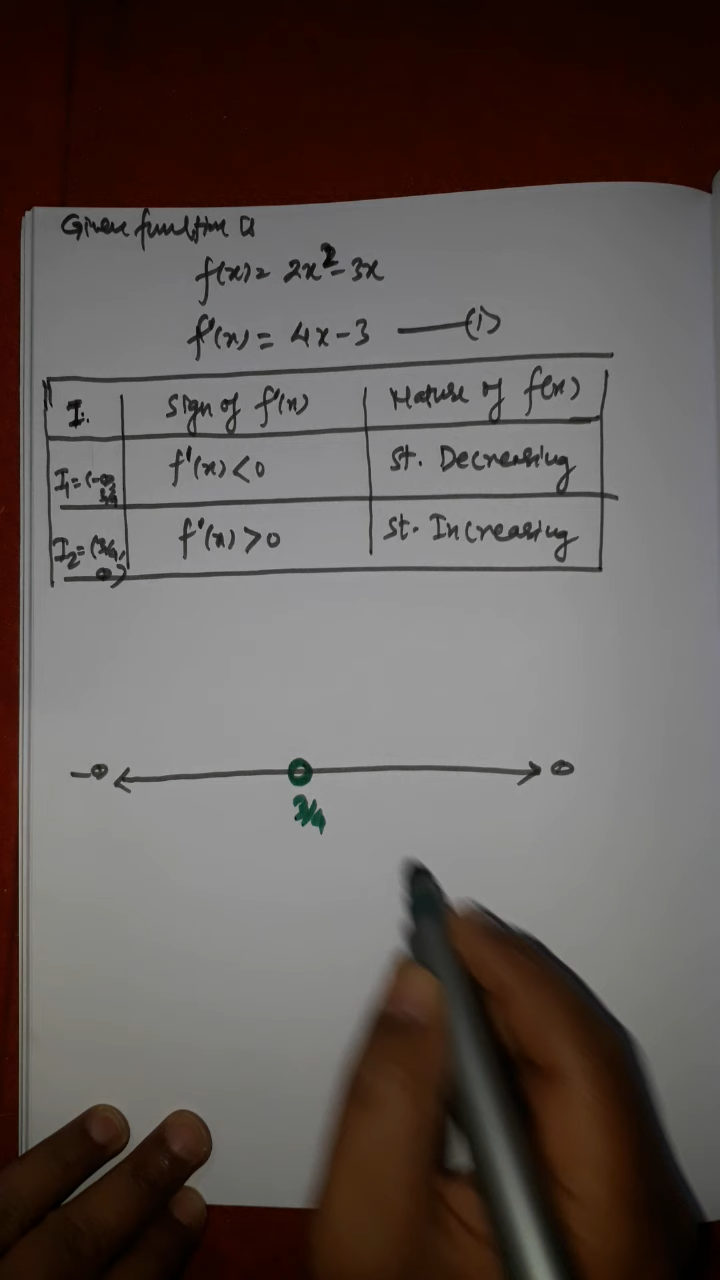 Given function is
f(x) = 2x² - 3x
f'(x) = 4x - 3 —— (1)
I. Sign of f'(x) Nature of f(x)
I₁ = (-∞, 3/4) f'(x) < 0 St. Decreasing
I₂ = (3/4, ∞) f'(x) > 0 St. Increasing
-∞ ∞
3/4